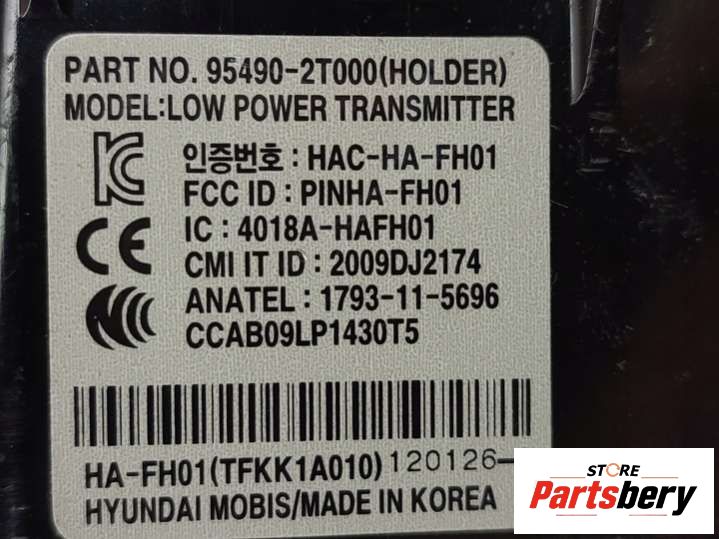 PART NO. 95490-2T000(HOLDER)
MODEL:LOW POWER TRANSMITTER
인증번호 : HAC-HA-FH01
FCC ID : PINHA-FH01
IC : 4018A-HAFH01
CMI IT ID : 2009DJ2174
ANATEL : 1793-11-5696
CCAB09LP1430T5
HA-FH01(TFKK1A010) 120126-
HYUNDAI MOBIS/MADE IN KOREA
STORE
Partsbery